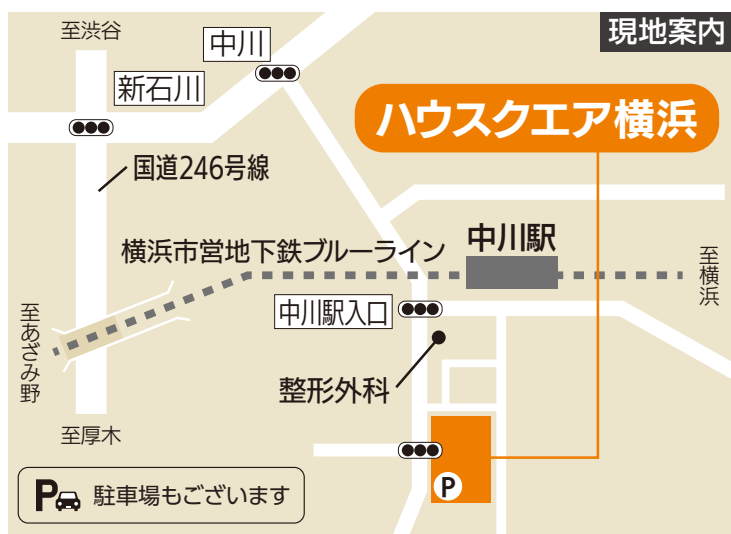 現地案内
至渋谷
中川
新石川
ハウスクエア横浜
国道246号線
中川駅
横浜市営地下鉄ブルーライン
至横浜
中川駅入口
至あざみ野
整形外科
至厚木
P
P 駐車場もございます